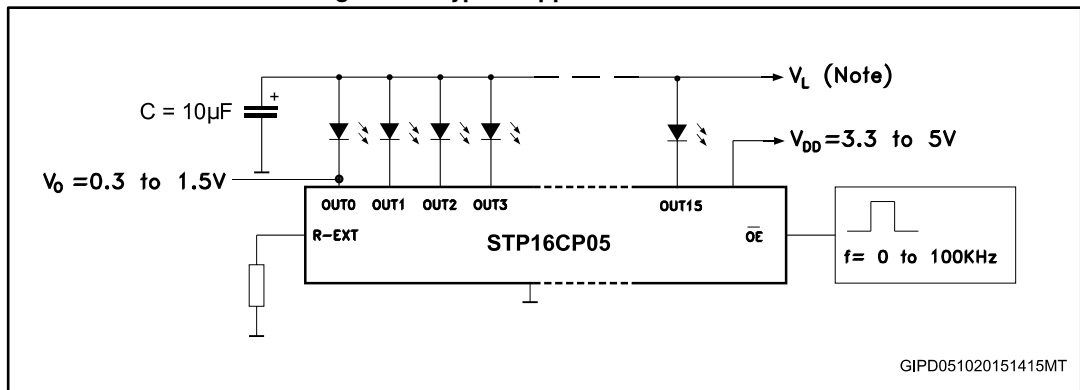 V_L (Note)
C = 10µF
+
V_DD =3.3 to 5V
V_O =0.3 to 1.5V
OUT0 OUT1 OUT2 OUT3 OUT15
R-EXT
STP16CP05
OE
f= 0 to 100KHz
GIPD051020151415MT